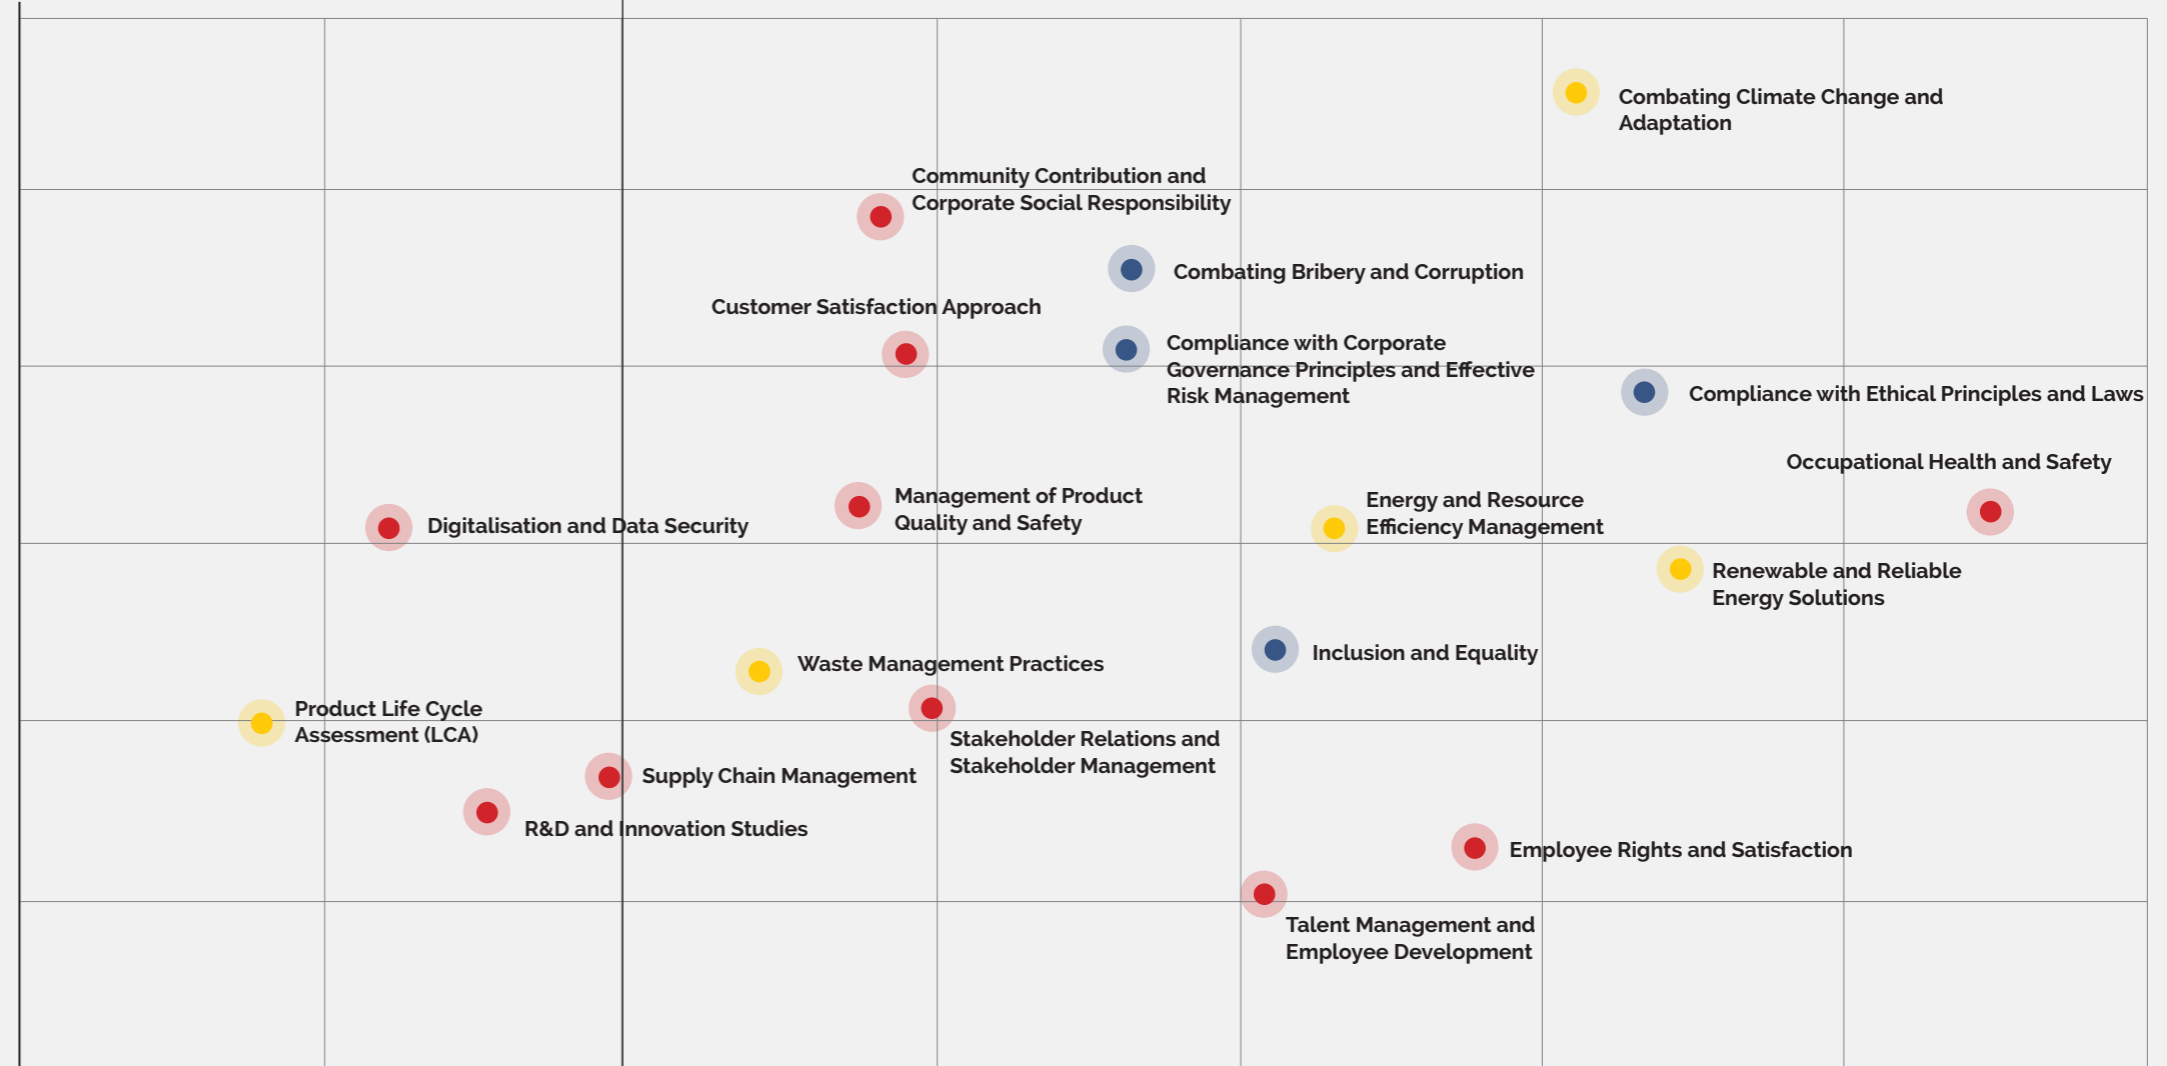 Combating Climate Change and
Adaptation
Community Contribution and
Corporate Social Responsibility
Combating Bribery and Corruption
Customer Satisfaction Approach
Compliance with Corporate
Governance Principles and Effective
Risk Management
Compliance with Ethical Principles and Laws
Occupational Health and Safety
Management of Product
Quality and Safety
Energy and Resource
Efficiency Management
Digitalisation and Data Security
Renewable and Reliable
Energy Solutions
Inclusion and Equality
Waste Management Practices
Product Life Cycle
Assessment (LCA)
Stakeholder Relations and
Stakeholder Management
Supply Chain Management
R&D and Innovation Studies
Employee Rights and Satisfaction
Talent Management and
Employee Development